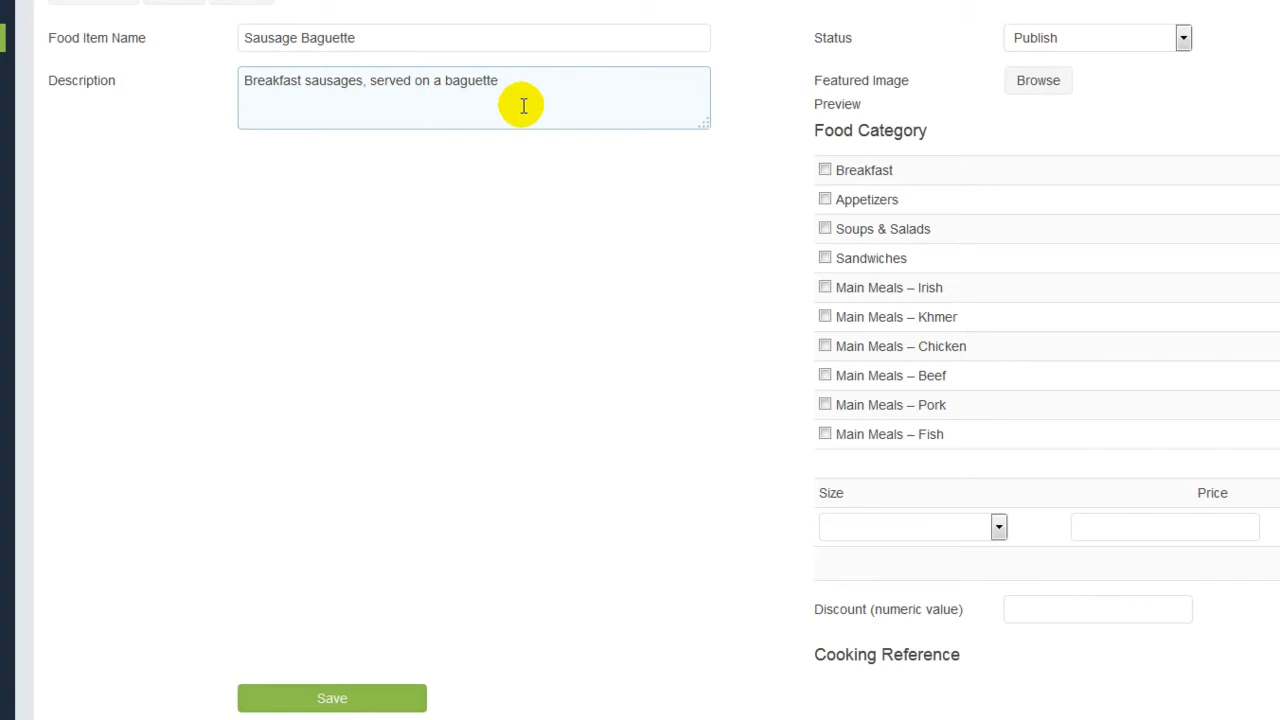 Food Item Name
Sausage Baguette
Description
Breakfast sausages, served on a baguette
Status
Publish
Featured Image
Browse
Preview
Food Category
Breakfast
Appetizers
Soups & Salads
Sandwiches
Main Meals – Irish
Main Meals – Khmer
Main Meals – Chicken
Main Meals – Beef
Main Meals – Pork
Main Meals – Fish
Size
Price
Discount (numeric value)
Cooking Reference
Save